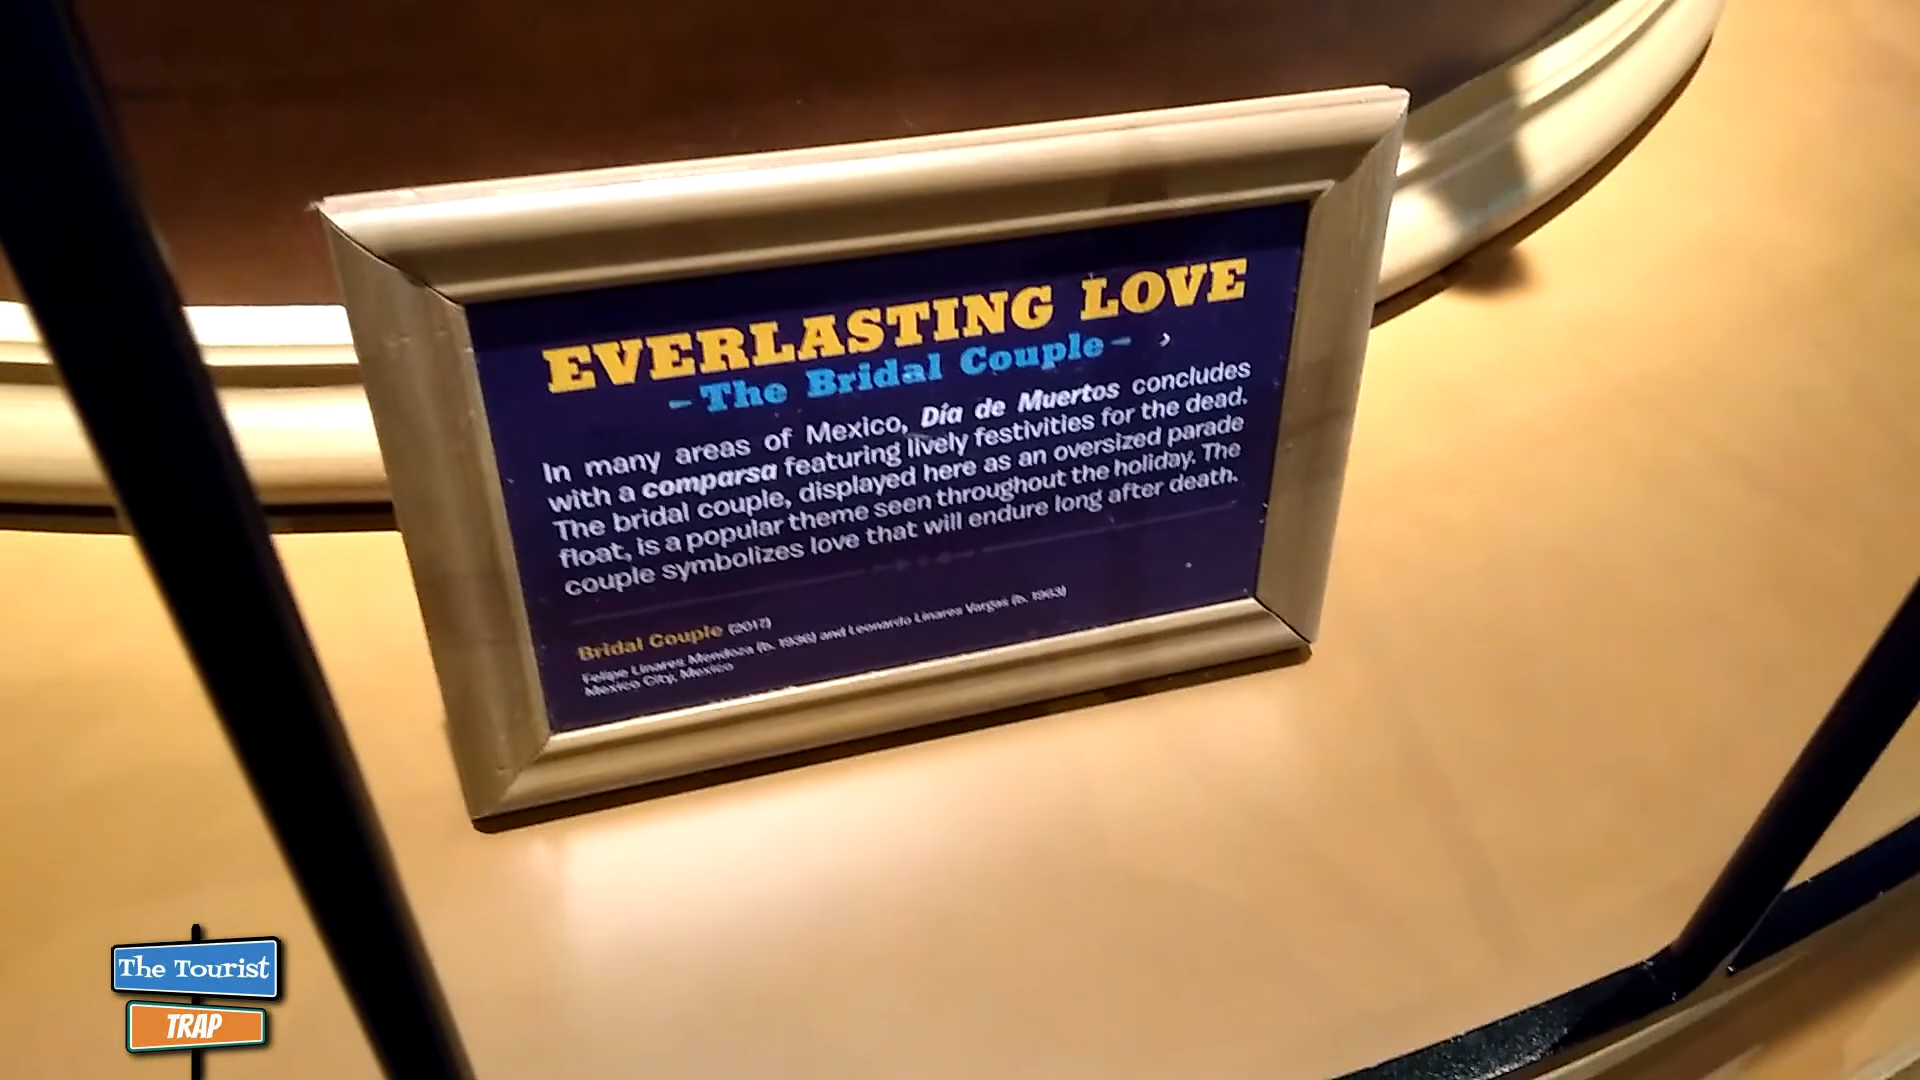 EVERLASTING LOVE
- The Bridal Couple -
In many areas of Mexico, Día de Muertos concludes
with a comparsa featuring lively festivities for the dead.
The bridal couple, displayed here as an oversized parade
float, is a popular theme seen throughout the holiday. The
couple symbolizes love that will endure long after death.
Bridal Couple (2017)
Felipe Linares Mendoza (b. 1936) and Leonardo Linares Vargas (b. 1963)
Mexico City, Mexico
The Tourist
TRAP